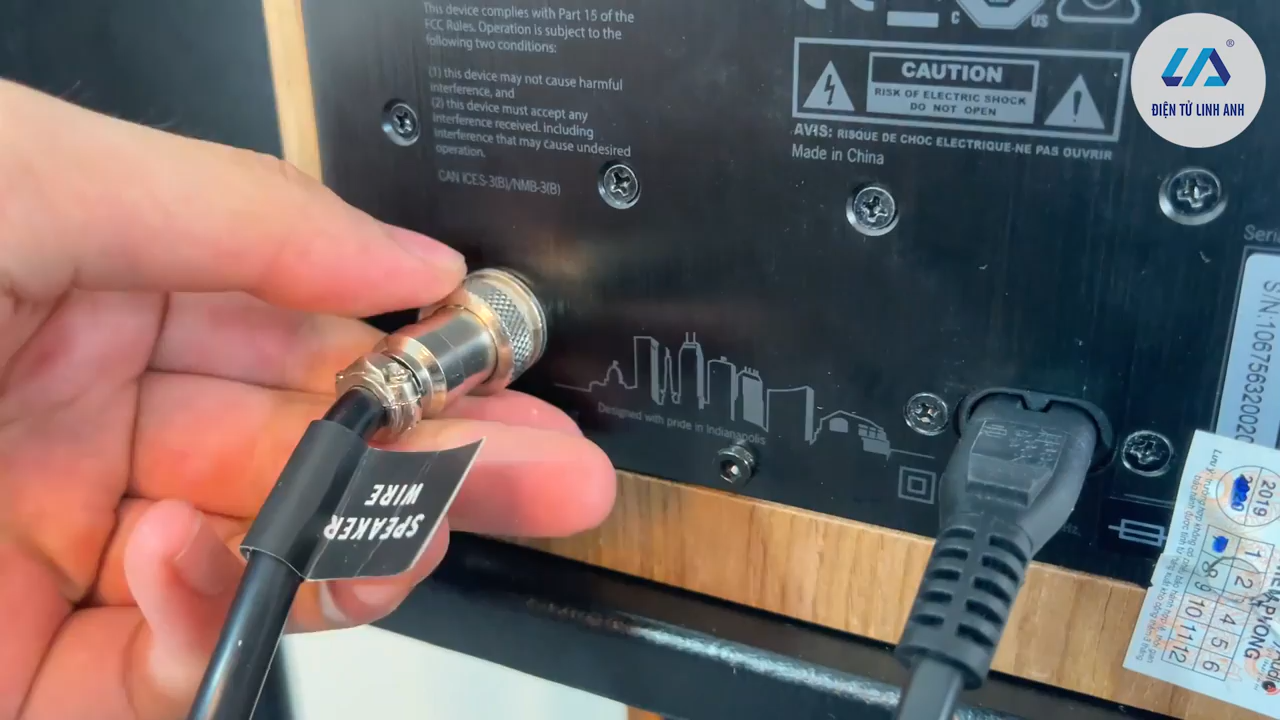 This device complies with Part 15 of the
FCC Rules. Operation is subject to the
following two conditions:
(1) this device may not cause harmful
interference, and
(2) this device must accept any
interference received, including
interference that may cause undesired
operation.
CAN ICES-3(B)/NMB-3(B)
C
US
CAUTION
RISK OF ELECTRIC SHOCK
DO NOT OPEN
AVIS: RISQUE DE CHOC ELECTRIQUE-NE PAS OUVRIR
Made in China
®
ĐIỆN TỬ LINH ANH
Designed with pride in Indianapolis
SPEAKER
WIRE
2019
2020
1 2 3 4 5 6
8 9 10 11 12